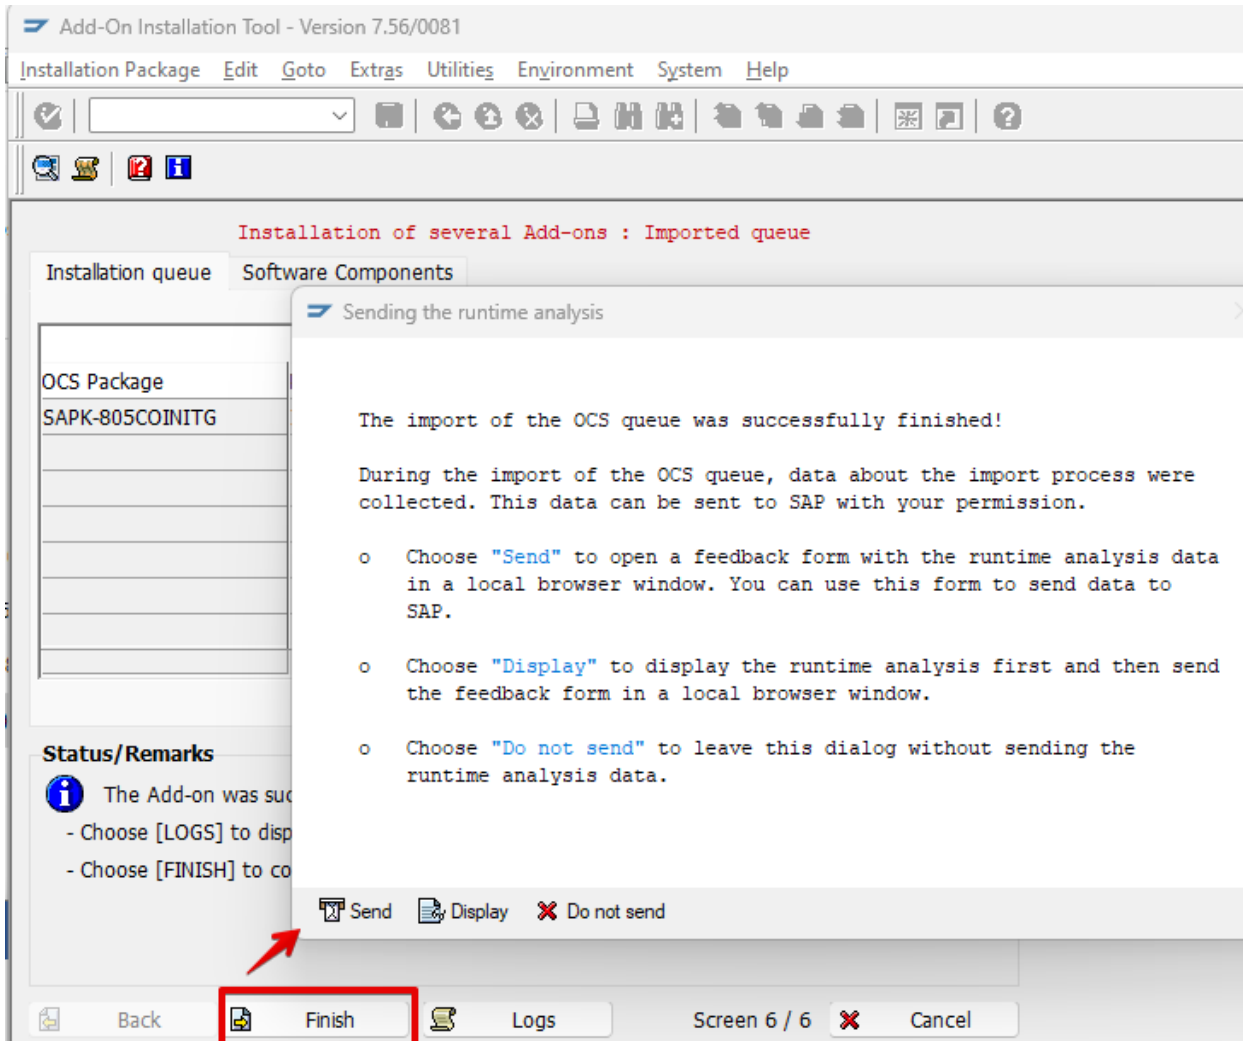 Add-On Installation Tool - Version 7.56/0081
Installation Package Edit Goto Extras Utilities Environment System Help
Installation of several Add-ons : Imported queue
Installation queue Software Components
Sending the runtime analysis
OCS Package
SAPK-805COINITG
The import of the OCS queue was successfully finished!
During the import of the OCS queue, data about the import process were
collected. This data can be sent to SAP with your permission.
o Choose "Send" to open a feedback form with the runtime analysis data
in a local browser window. You can use this form to send data to
SAP.
o Choose "Display" to display the runtime analysis first and then send
the feedback form in a local browser window.
o Choose "Do not send" to leave this dialog without sending the
runtime analysis data.
Status/Remarks
The Add-on was suc
- Choose [LOGS] to disp
- Choose [FINISH] to co
Send Display Do not send
Back Finish Logs Screen 6 / 6 Cancel